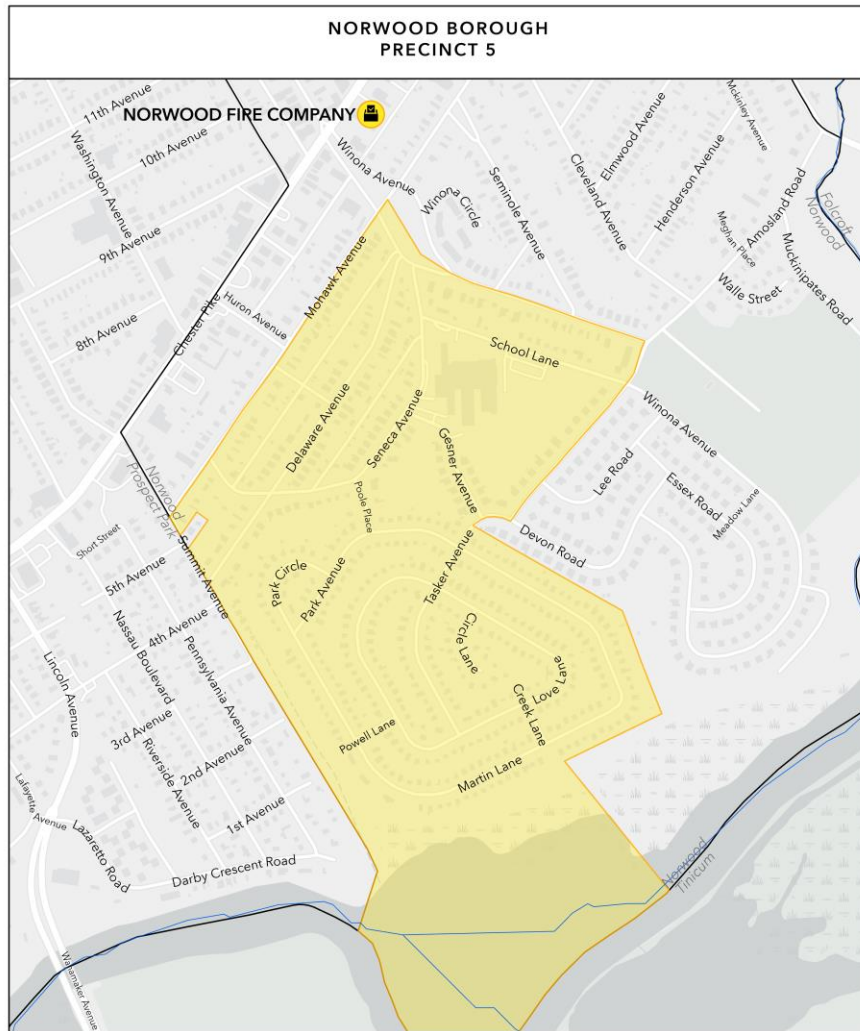 NORWOOD BOROUGH
PRECINCT 5
NORWOOD FIRE COMPANY
11th Avenue
Washington Avenue
10th Avenue
9th Avenue
8th Avenue
Chester Pike
Huron Avenue
Mohawk Avenue
Winona Avenue
Winona Circle
Seminole Avenue
Cleveland Avenue
Elmwood Avenue
Henderson Avenue
McKinley Avenue
Amosland Road
Meghan Place
Walle Street
Muckinipates Road
Folcroft
Norwood
School Lane
Winona Avenue
Delaware Avenue
Seneca Avenue
Gesner Avenue
Poole Place
Lee Road
Essex Road
Meadow Lane
Devon Road
Norwood
Prospect Park
Short Street
Summit Avenue
5th Avenue
4th Avenue
Park Circle
Park Avenue
Tasker Avenue
Circle Lane
Love Lane
Creek Lane
Powell Lane
Martin Lane
Nassau Boulevard
Pennsylvania Avenue
Lincoln Avenue
3rd Avenue
2nd Avenue
Riverside Avenue
1st Avenue
Lafayette Avenue
Lazaretto Road
Darby Crescent Road
Wanamaker Avenue
Norwood
Tinicum